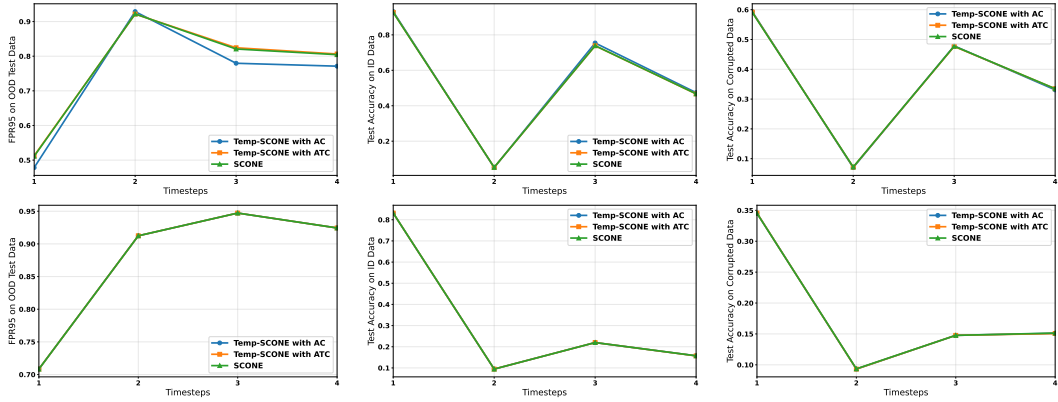 FPR95 on OOD Test Data
0.9
0.8
0.7
0.6
0.5
1
2
3
4
Timesteps
Temp-SCONE with AC
Temp-SCONE with ATC
SCONE
Test Accuracy on ID Data
0.8
0.6
0.4
0.2
1
2
3
4
Timesteps
Temp-SCONE with AC
Temp-SCONE with ATC
SCONE
Test Accuracy on Corrupted Data
0.6
0.5
0.4
0.3
0.2
0.1
1
2
3
4
Timesteps
Temp-SCONE with AC
Temp-SCONE with ATC
SCONE
FPR95 on OOD Test Data
0.95
0.90
0.85
0.80
0.75
0.70
1
2
3
4
Timesteps
Temp-SCONE with AC
Temp-SCONE with ATC
SCONE
Test Accuracy on ID Data
0.8
0.7
0.6
0.5
0.4
0.3
0.2
0.1
1
2
3
4
Timesteps
Temp-SCONE with AC
Temp-SCONE with ATC
SCONE
Test Accuracy on Corrupted Data
0.35
0.30
0.25
0.20
0.15
0.10
1
2
3
4
Timesteps
Temp-SCONE with AC
Temp-SCONE with ATC
SCONE